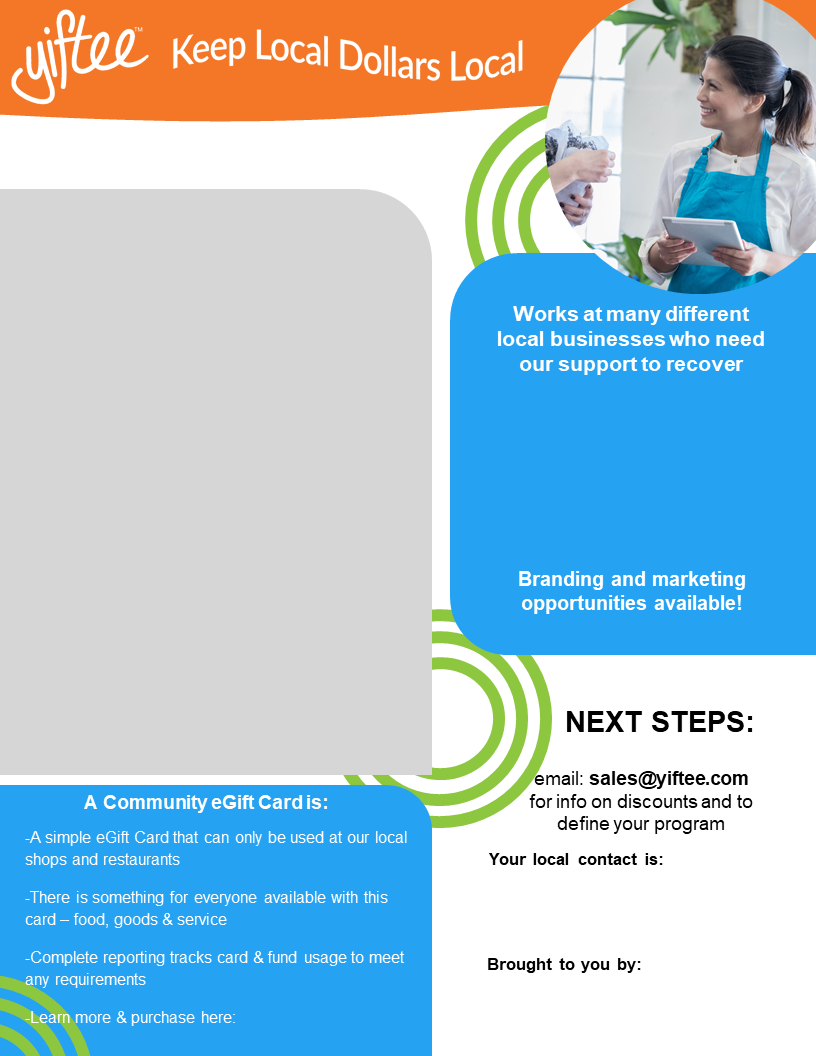 yiftee™
Keep Local Dollars Local
Works at many different
local businesses who need
our support to recover
Branding and marketing
opportunities available!
NEXT STEPS:
email: sales@yiftee.com
for info on discounts and to
define your program
Your local contact is:
Brought to you by:
A Community eGift Card is:
-A simple eGift Card that can only be used at our local
shops and restaurants
-There is something for everyone available with this
card – food, goods & service
-Complete reporting tracks card & fund usage to meet
any requirements
-Learn more & purchase here: